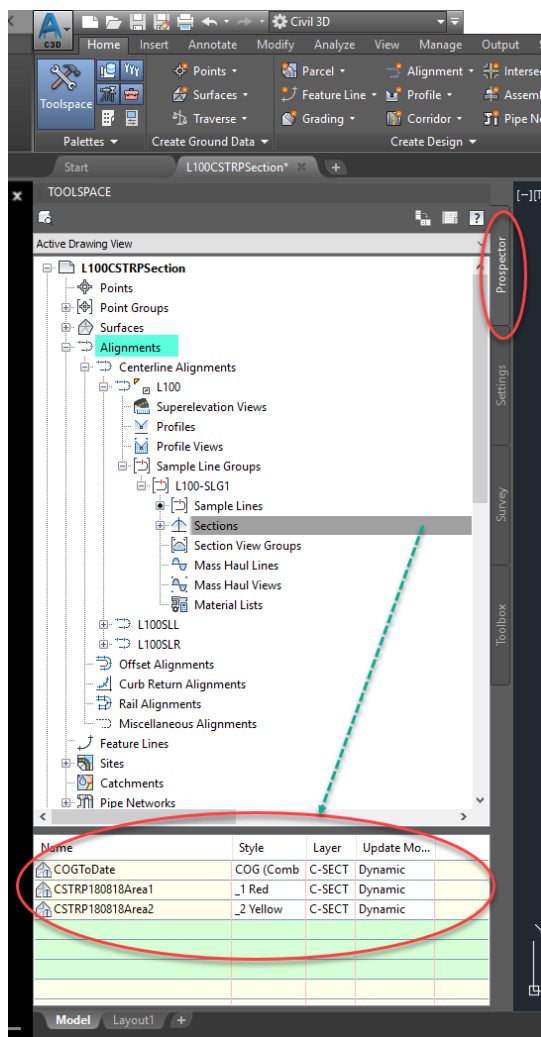 Civil 3D
C3D Home Insert Annotate Modify Analyze View Manage Output
Points Parcel Alignment
Toolspace Surfaces Feature Line Profile
Traverse Grading Corridor
Palettes Create Ground Data Create Design
Start L100CSTRPSection*
TOOLSPACE
Active Drawing View
L100CSTRPSection
Points
Point Groups
Surfaces
Alignments
Centerline Alignments
L100
Superelevation Views
Profiles
Profile Views
Sample Line Groups
L100-SLG1
Sample Lines
Sections
Section View Groups
Mass Haul Lines
Mass Haul Views
Material Lists
L100SLL
L100SLR
Offset Alignments
Curb Return Alignments
Rail Alignments
Miscellaneous Alignments
Feature Lines
Sites
Catchments
Pipe Networks
Prospector
Settings
Survey
Toolbox
Name Style Layer Update Mo...
COGToDate COG (Comb C-SECT Dynamic
CSTRP180818Area1 _1 Red C-SECT Dynamic
CSTRP180818Area2 _2 Yellow C-SECT Dynamic
Model Layout1 +